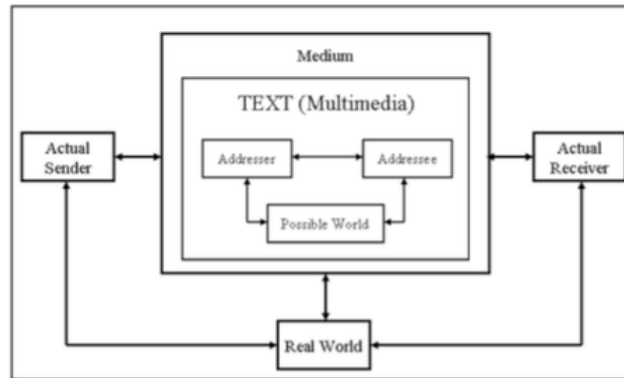 Medium
TEXT (Multimedia)
Actual
Sender
Addresser
Addressee
Actual
Receiver
Possible World
Real World